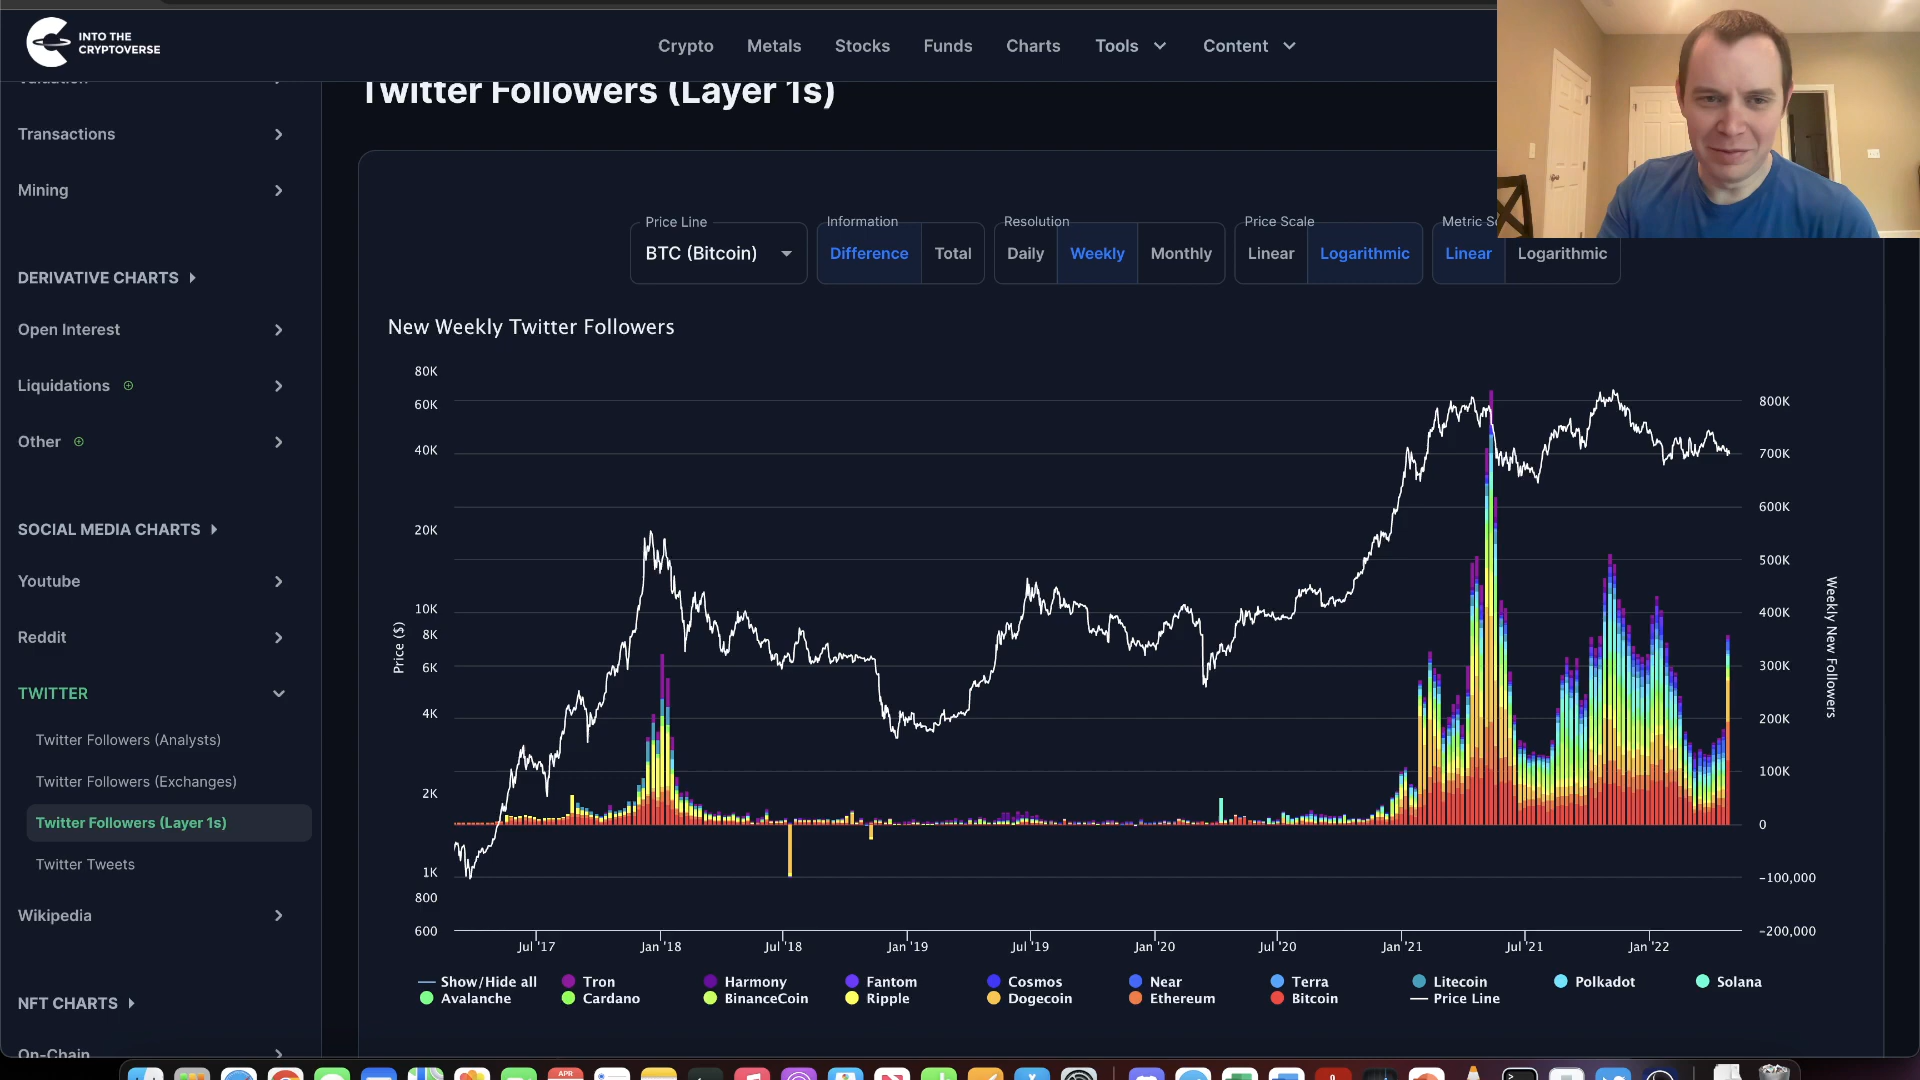 INTO THE
CRYPTOVERSE
Crypto
Metals
Stocks
Funds
Charts
Tools
Content
Valuation
Transactions
Mining
DERIVATIVE CHARTS
Open Interest
Liquidations
Other
SOCIAL MEDIA CHARTS
Youtube
Reddit
TWITTER
Twitter Followers (Analysts)
Twitter Followers (Exchanges)
Twitter Followers (Layer 1s)
Twitter Tweets
Wikipedia
NFT CHARTS
On-Chain
Twitter Followers (Layer 1s)
Price Line
BTC (Bitcoin)
Information
Difference Total
Resolution
Daily Weekly Monthly
Price Scale
Linear Logarithmic
Metric
Linear Logarithmic
New Weekly Twitter Followers
80K
60K
40K
20K
10K
8K
6K
4K
2K
1K
800
600
Price ($)
800K
700K
600K
500K
400K
300K
200K
100K
0
-100,000
-200,000
Weekly New Followers
Jul '17 Jan '18 Jul '18 Jan '19 Jul '19 Jan '20 Jul '20 Jan '21 Jul '21 Jan '22
Show/Hide all Tron Harmony Fantom Cosmos Near Terra Litecoin Polkadot Solana
Avalanche Cardano BinanceCoin Ripple Dogecoin Ethereum Bitcoin Price Line
APR